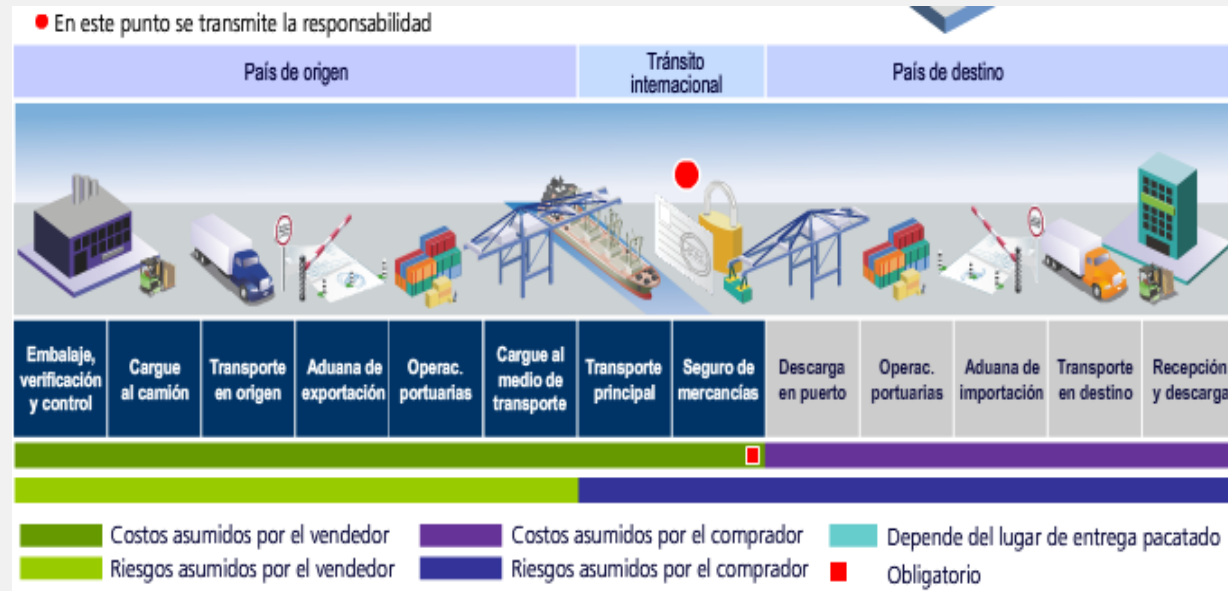 En este punto se transmite la responsabilidad
País de origen
Tránsito
internacional
País de destino
Embalaje,
verificación
y control
Cargue
al camión
Transporte
en origen
Aduana de
exportación
Operac.
portuarias
Cargue al
medio de
transporte
Transporte
principal
Seguro de
mercancías
Descarga
en puerto
Operac.
portuarias
Aduana de
importación
Transporte
en destino
Recepción
y descarga
Costos asumidos por el vendedor
Costos asumidos por el comprador
Depende del lugar de entrega pacatado
Riesgos asumidos por el vendedor
Riesgos asumidos por el comprador
Obligatorio